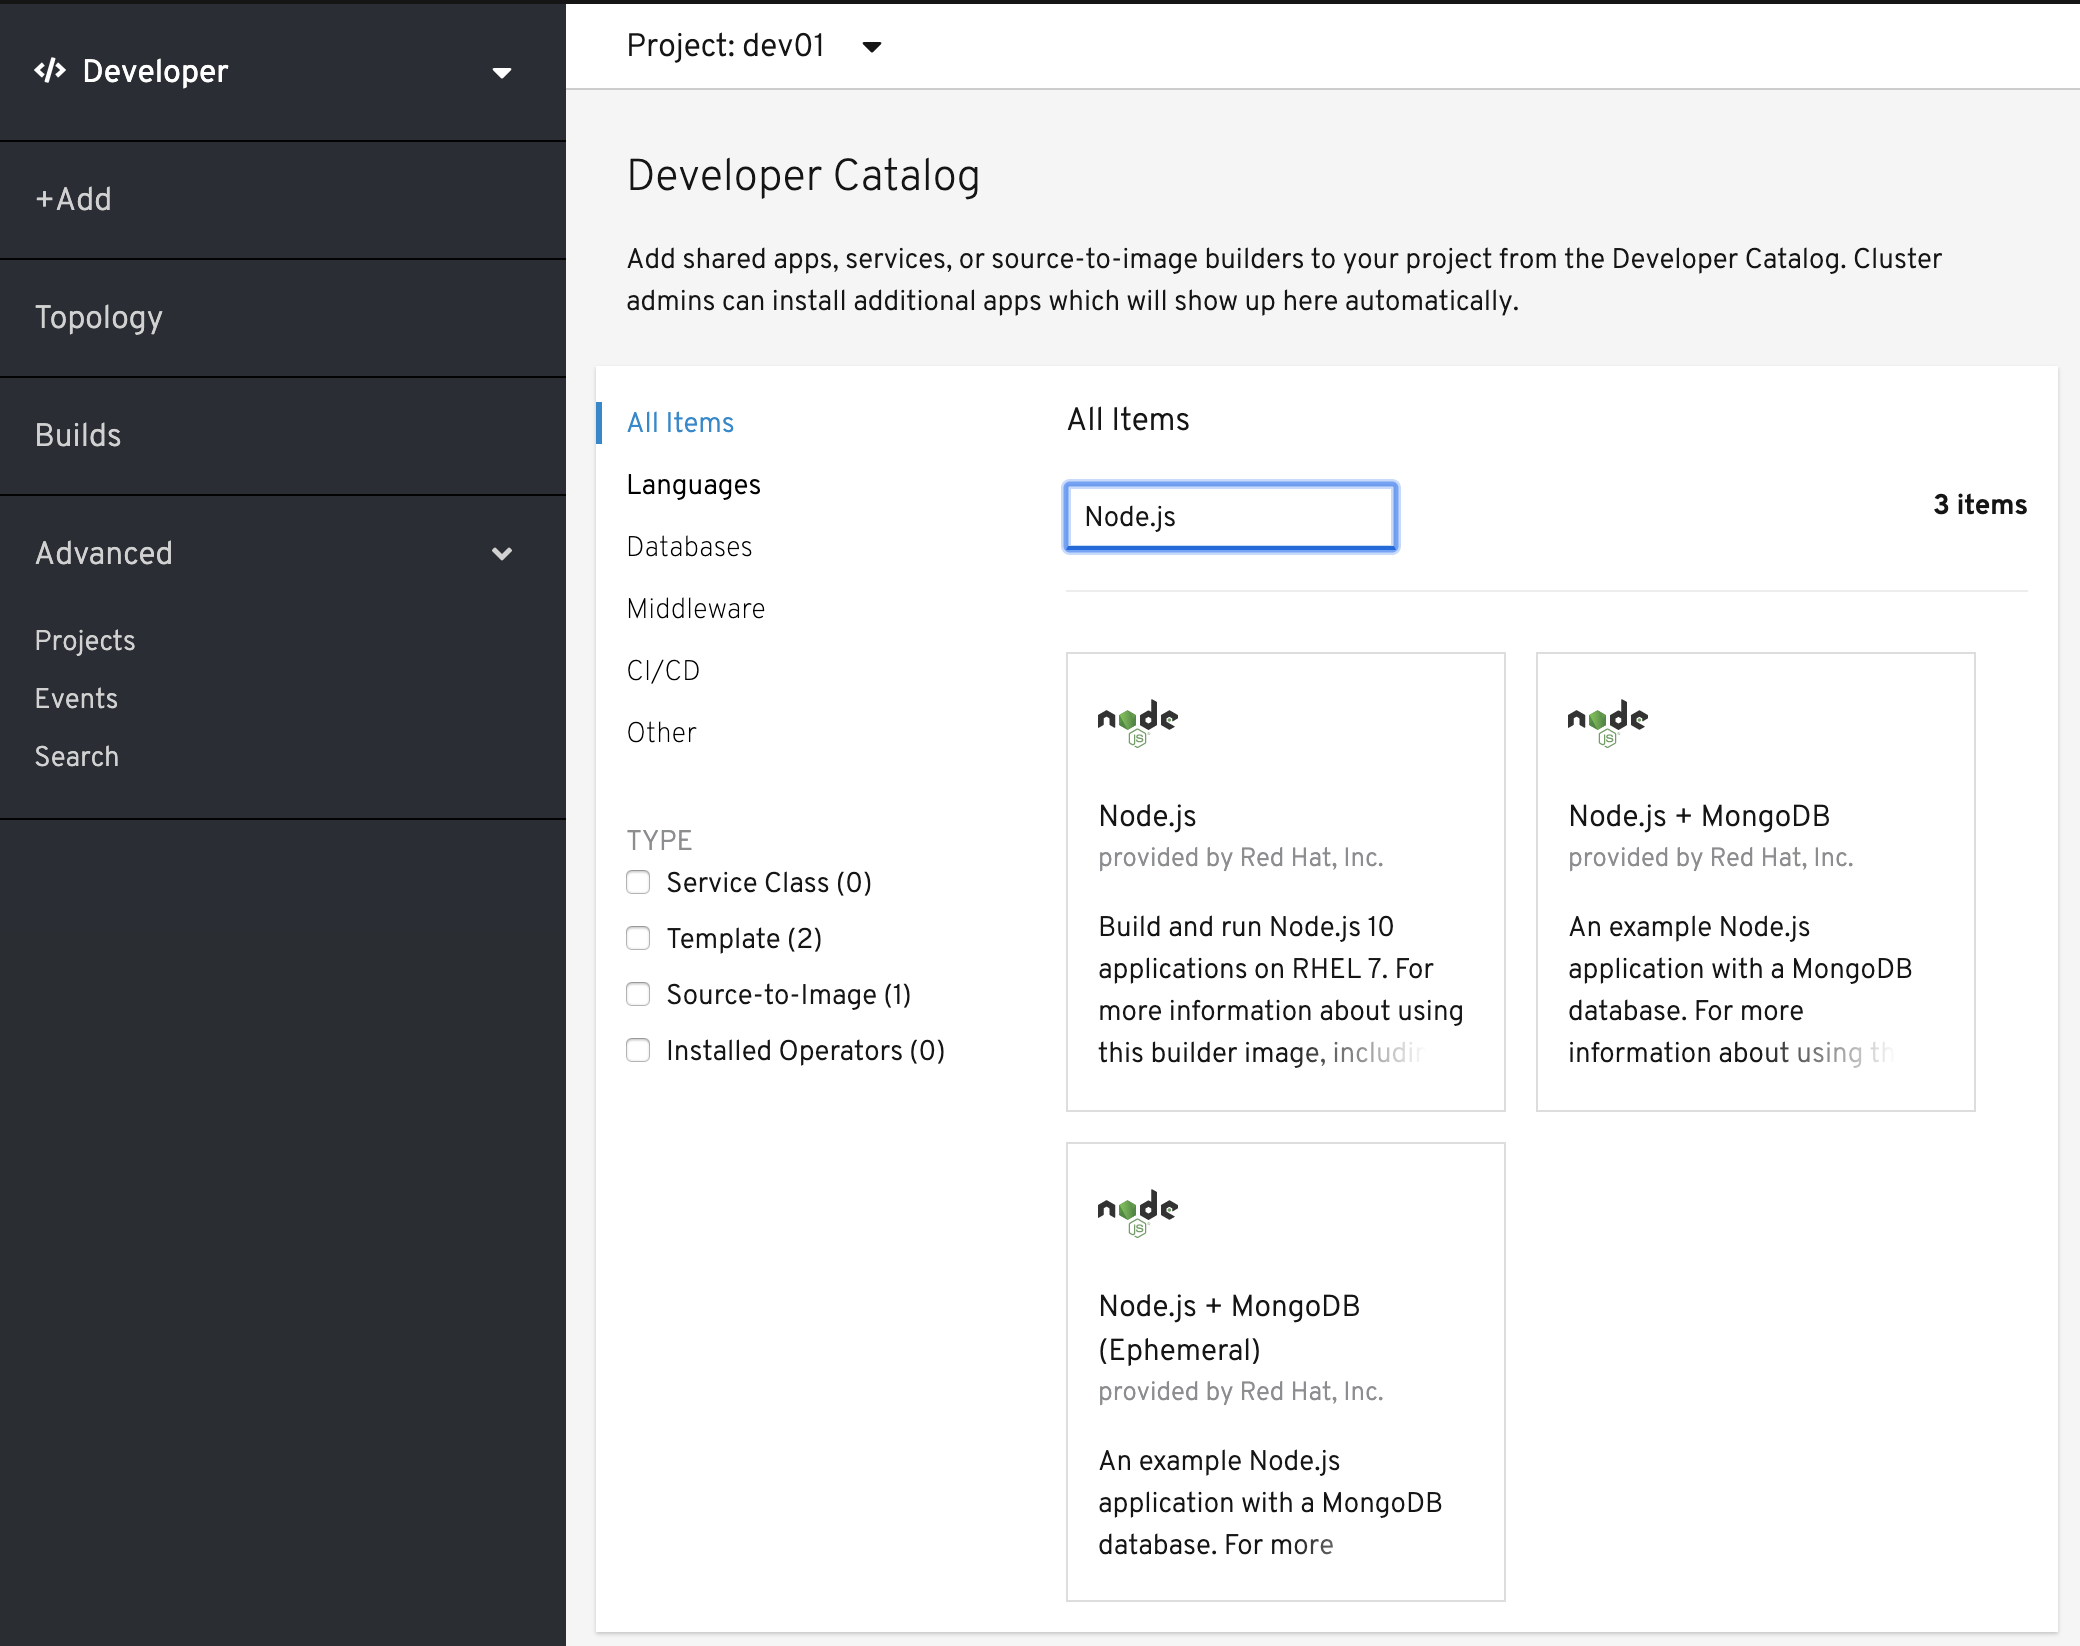 </> Developer
+Add
Topology
Builds
Advanced
Projects
Events
Search
Project: dev01
Developer Catalog
Add shared apps, services, or source-to-image builders to your project from the Developer Catalog. Cluster
admins can install additional apps which will show up here automatically.
All Items
Languages
Databases
Middleware
CI/CD
Other
TYPE
Service Class (0)
Template (2)
Source-to-Image (1)
Installed Operators (0)
All Items
Node.js
3 items
node
JS
Node.js
provided by Red Hat, Inc.
Build and run Node.js 10
applications on RHEL 7. For
more information about using
this builder image, includin
node
JS
Node.js + MongoDB
provided by Red Hat, Inc.
An example Node.js
application with a MongoDB
database. For more
information about using th
node
JS
Node.js + MongoDB
(Ephemeral)
provided by Red Hat, Inc.
An example Node.js
application with a MongoDB
database. For more